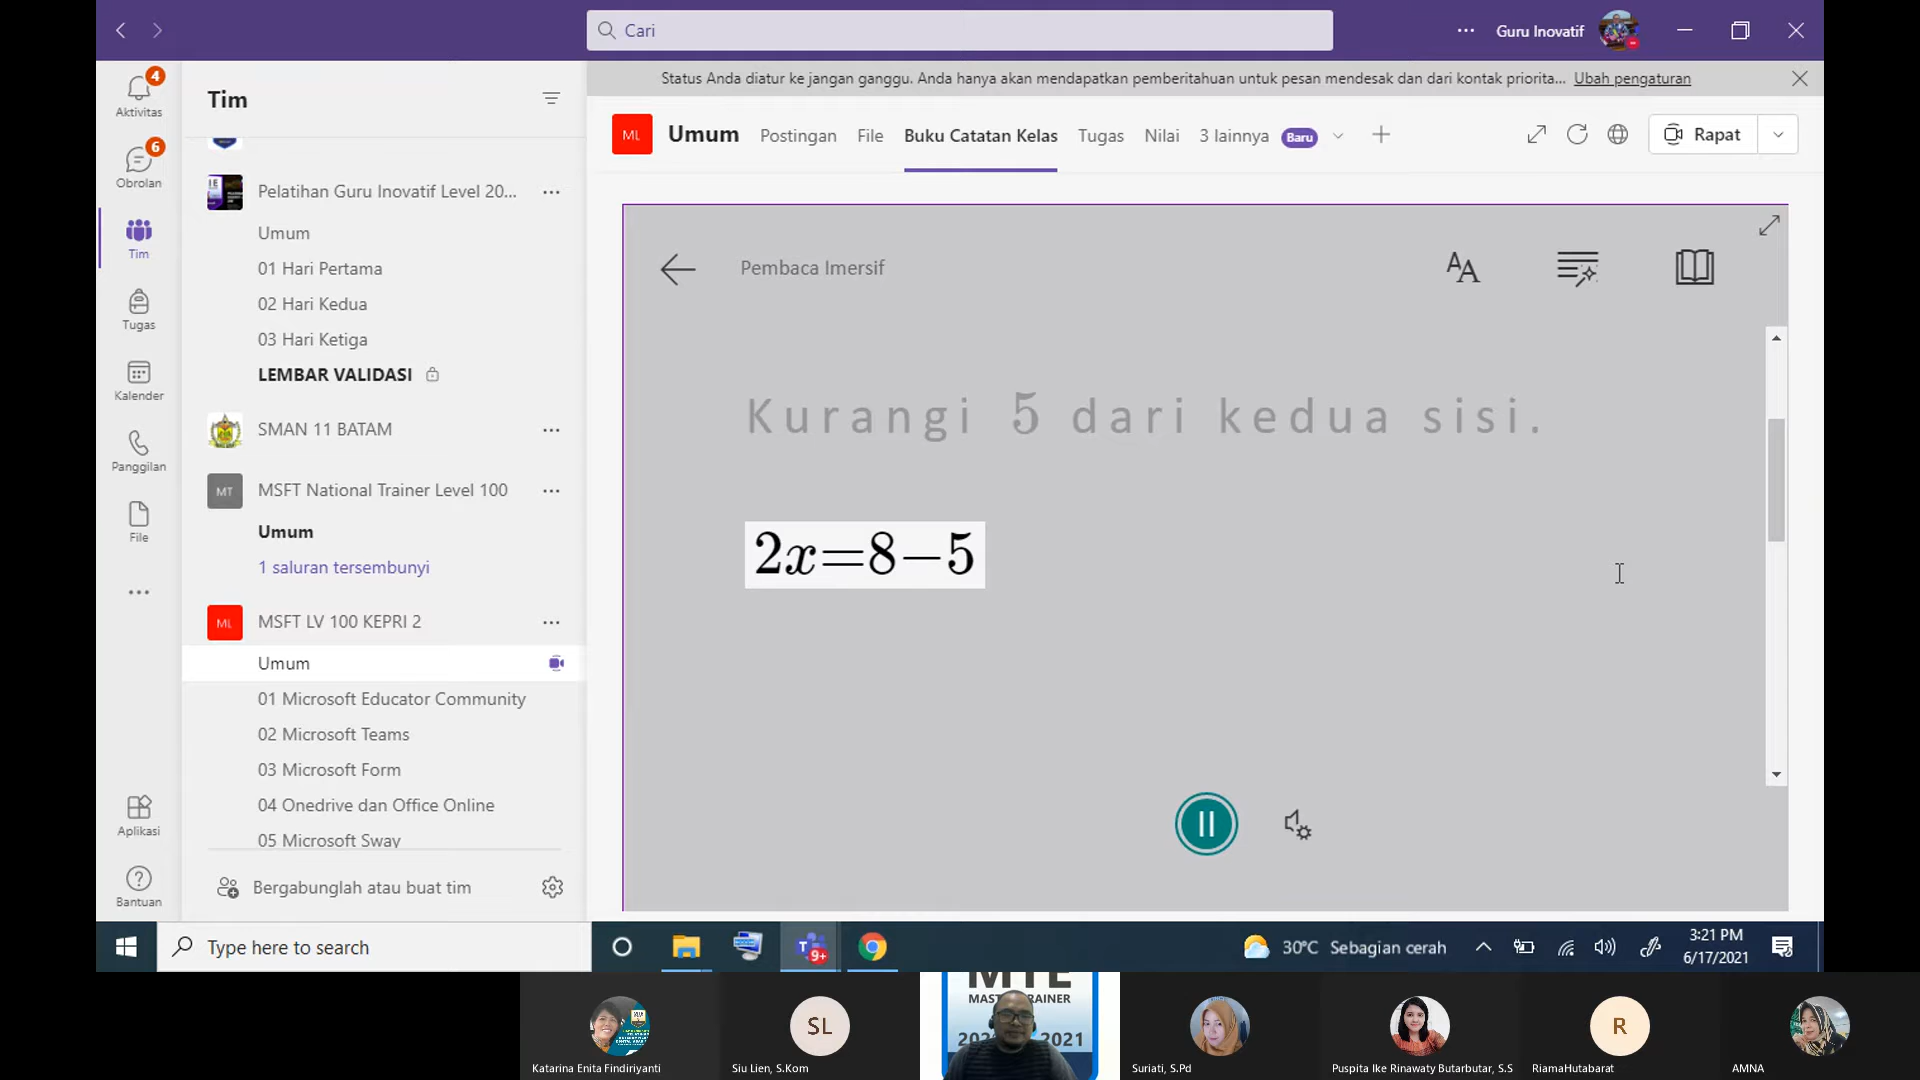 Cari
Guru Inovatif
Status Anda diatur ke jangan ganggu. Anda hanya akan mendapatkan pemberitahuan untuk pesan mendesak dan dari kontak priorita... Ubah pengaturan
4
Aktivitas
6
Obrolan
Tim
Tugas
Kalender
Panggilan
File
Aplikasi
Bantuan
Tim
Pelatihan Guru Inovatif Level 20...
Umum
01 Hari Pertama
02 Hari Kedua
03 Hari Ketiga
LEMBAR VALIDASI
SMAN 11 BATAM
MT MSFT National Trainer Level 100
Umum
1 saluran tersembunyi
ML MSFT LV 100 KEPRI 2
Umum
01 Microsoft Educator Community
02 Microsoft Teams
03 Microsoft Form
04 Onedrive dan Office Online
05 Microsoft Sway
Bergabunglah atau buat tim
ML Umum Postingan File Buku Catatan Kelas Tugas Nilai 3 lainnya Baru Rapat
Pembaca Imersif
Kurangi 5 dari kedua sisi.
2x=8−5
Type here to search
9+
30°C Sebagian cerah
3:21 PM
6/17/2021
SL
R
2021
Katarina Enita Findiriyanti
Siu Lien, S.Kom
Suriati, S.Pd
Puspita Ike Rinawaty Butarbutar, S.S
RiamaHutabarat
AMNA